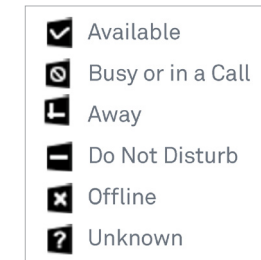 Available
Busy or in a Call
Away
Do Not Disturb
Offline
? Unknown